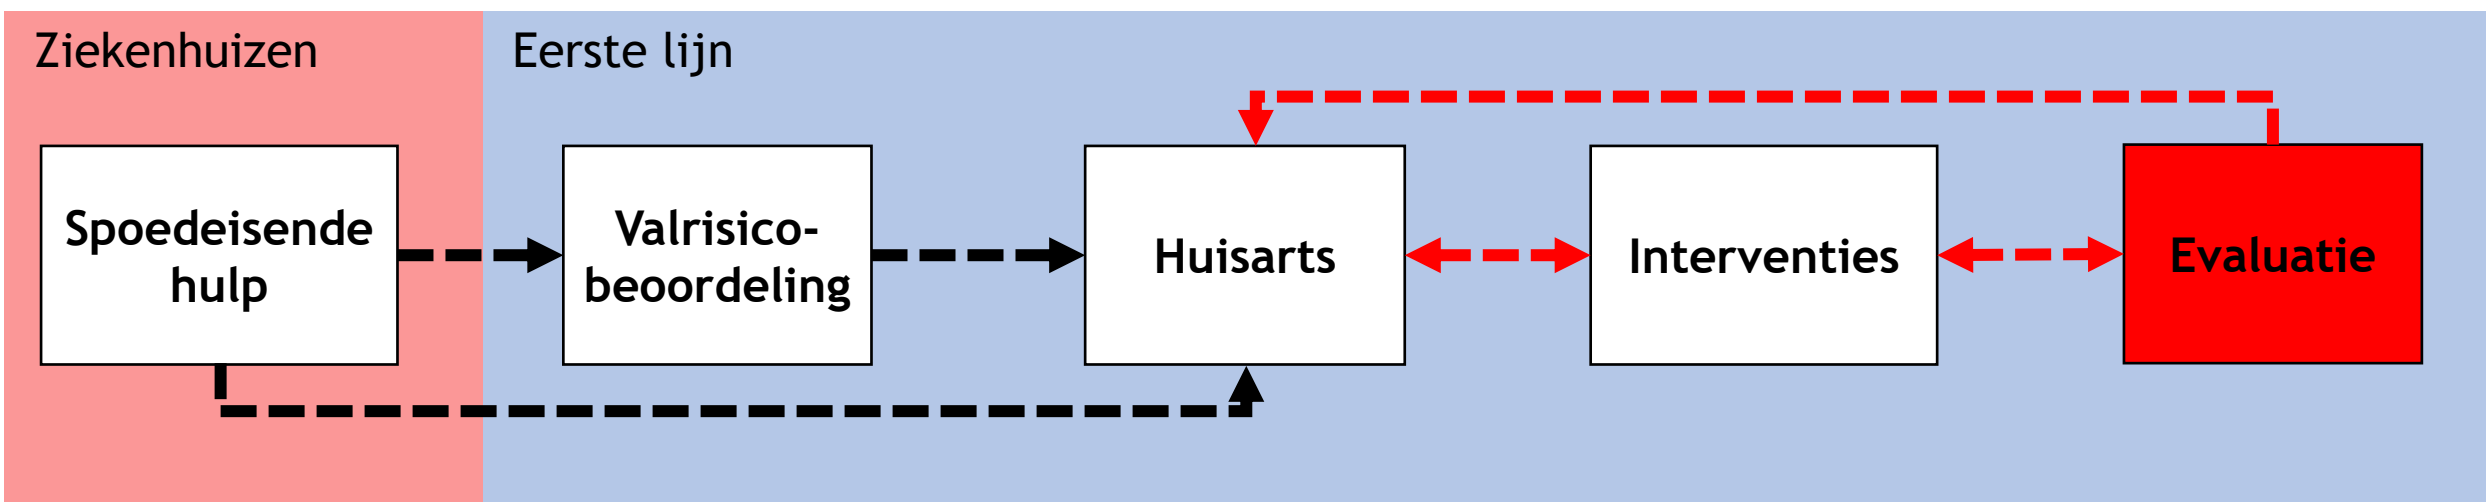 Ziekenhuizen
Eerste lijn
Spoedeisende
hulp
Valrisico-
beoordeling
Huisarts
Interventies
Evaluatie